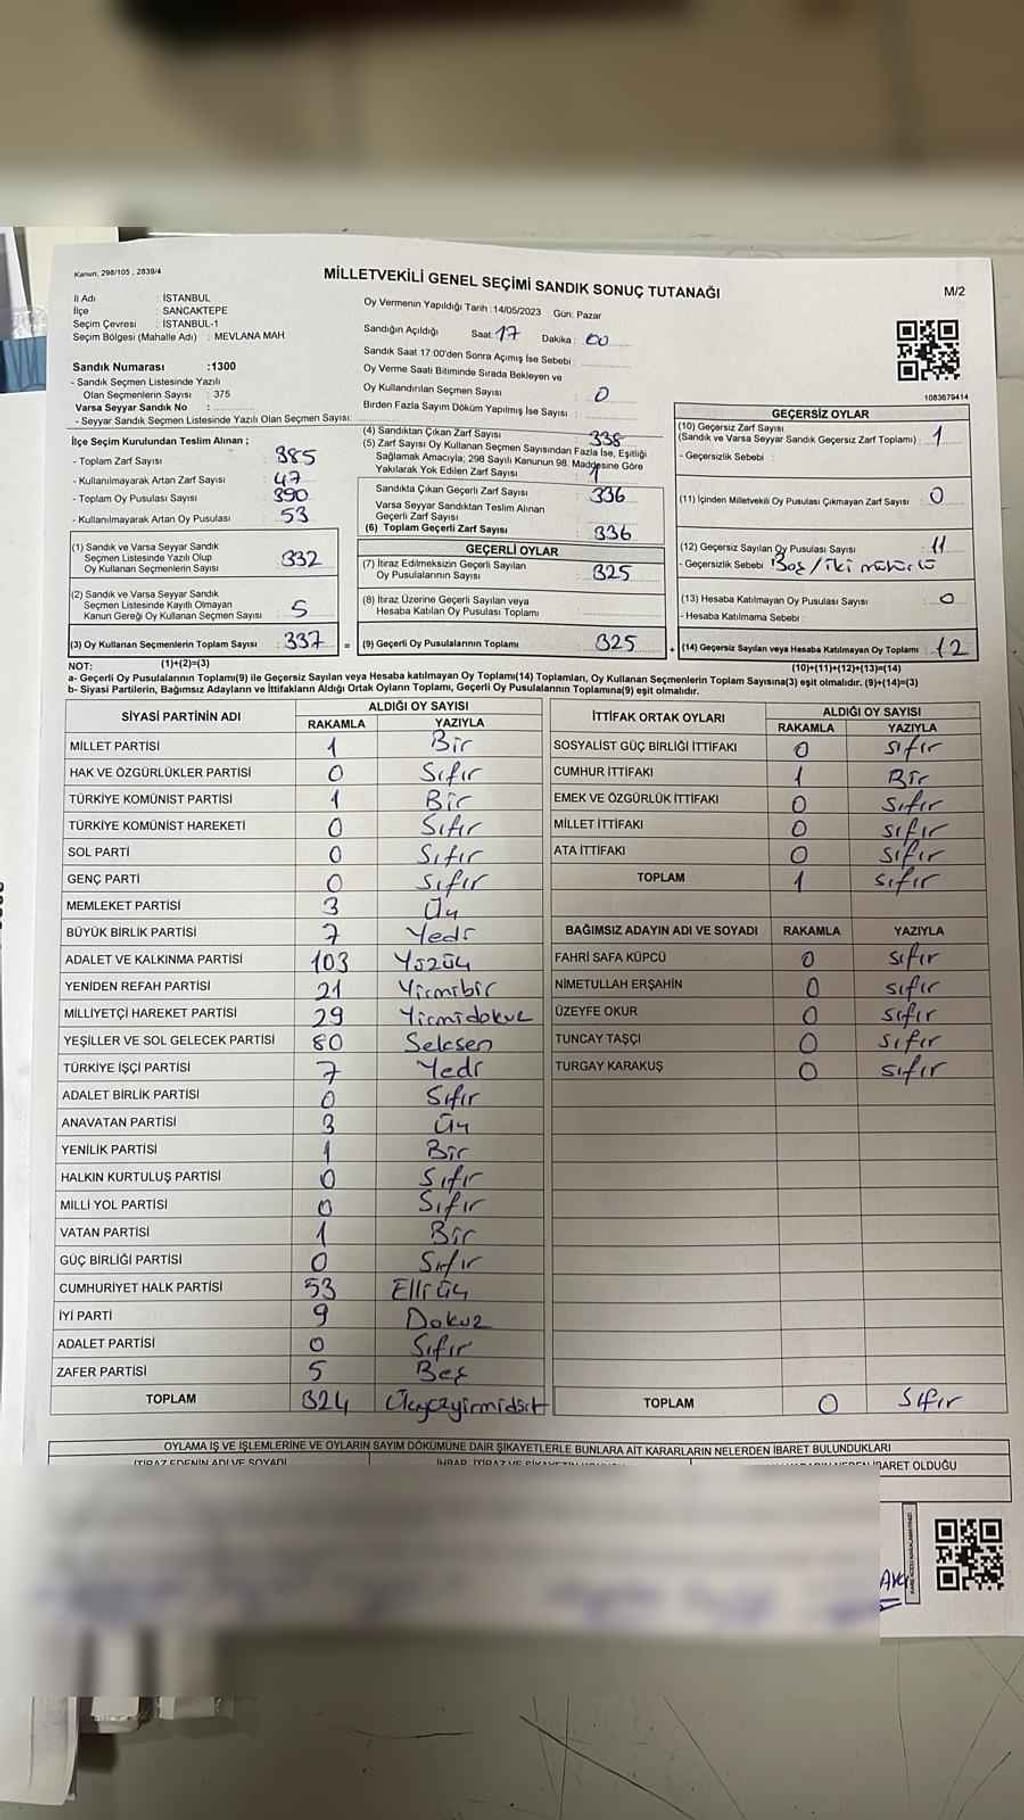 Kanun; 298/105 , 2839/4
MİLLETVEKİLİ GENEL SEÇİMİ SANDIK SONUÇ TUTANAĞI
M/2
İl Adı : İSTANBUL
İlçe : SANCAKTEPE
Seçim Çevresi : İSTANBUL-1
Seçim Bölgesi (Mahalle Adı) : MEVLANA MAH
Sandık Numarası :1300
- Sandık Seçmen Listesinde Yazılı
Olan Seçmenlerin Sayısı : 375
Varsa Seyyar Sandık No :
- Seyyar Sandık Seçmen Listesinde Yazılı Olan Seçmen Sayısı:
Oy Vermenin Yapıldığı Tarih :14/05/2023 Gün: Pazar
Sandığın Açıldığı Saat: 17 Dakika : 00
Sandık Saat 17:00'den Sonra Açımış İse Sebebi :
Oy Verme Saati Bitiminde Sırada Bekleyen ve
Oy Kullandırılan Seçmen Sayısı : 0
Birden Fazla Sayım Döküm Yapılmış İse Sayısı :
1083679414
İlçe Seçim Kurulundan Teslim Alınan ;
- Toplam Zarf Sayısı : 385
- Kullanılmayarak Artan Zarf Sayısı : 47
- Toplam Oy Pusulası Sayısı : 390
- Kullanılmayarak Artan Oy Pusulası : 53
(1) Sandık ve Varsa Seyyar Sandık
Seçmen Listesinde Yazılı Olup
Oy Kullanan Seçmenlerin Sayısı : 332
(2) Sandık ve Varsa Seyyar Sandık
Seçmen Listesinde Kayıtlı Olmayan
Kanun Gereği Oy Kullanan Seçmen Sayısı : 5
(3) Oy Kullanan Seçmenlerin Toplam Sayısı : 337 =
(1)+(2)=(3)
(4) Sandıktan Çıkan Zarf Sayısı : 338
(5) Zarf Sayısı Oy Kullanan Seçmen Sayısından Fazla İse, Eşitliği
Sağlamak Amacıyla; 298 Sayılı Kanunun 98. Maddesine Göre
Yakılarak Yok Edilen Zarf Sayısı : 1
Sandıkta Çıkan Geçerli Zarf Sayısı : 336
Varsa Seyyar Sandıktan Teslim Alınan
Geçerli Zarf Sayısı :
(6) Toplam Geçerli Zarf Sayısı : 336
GEÇERLİ OYLAR
(7) İtiraz Edilmeksizin Geçerli Sayılan
Oy Pusulalarının Sayısı : 325
(8) İtiraz Üzerine Geçerli Sayılan veya
Hesaba Katılan Oy Pusulası Toplamı :
(9) Geçerli Oy Pusulalarının Toplamı : 325 +
GEÇERSİZ OYLAR
(10) Geçersiz Zarf Sayısı
(Sandık ve Varsa Seyyar Sandık Geçersiz Zarf Toplamı) : 1
- Geçersizlik Sebebi :
(11) İçinden Milletvekili Oy Pusulası Çıkmayan Zarf Sayısı : 0
(12) Geçersiz Sayılan Oy Pusulası Sayısı : 11
- Geçersizlik Sebebi : Boş / iki mühürlü
(13) Hesaba Katılmayan Oy Pusulası Sayısı : 0
- Hesaba Katılmama Sebebi :
(14) Geçersiz Sayılan veya Hesaba Katılmayan Oy Toplamı : 12
(10)+(11)+(12)+(13)=(14)
NOT:
a- Geçerli Oy Pusulalarının Toplamı(9) ile Geçersiz Sayılan veya Hesaba katılmayan Oy Toplamı(14) Toplamları, Oy Kullanan Seçmenlerin Toplam Sayısına(3) eşit olmalıdır. (9)+(14)=(3)
b- Siyasi Partilerin, Bağımsız Adayların ve İttifakların Aldığı Ortak Oyların Toplamı, Geçerli Oy Pusulalarının Toplamına(9) eşit olmalıdır.
SİYASİ PARTİNİN ADI ALDIĞI OY SAYISI
RAKAMLA YAZIYLA
MİLLET PARTİSİ 1 Bir
HAK VE ÖZGÜRLÜKLER PARTİSİ 0 Sıfır
TÜRKİYE KOMÜNİST PARTİSİ 1 Bir
TÜRKİYE KOMÜNİST HAREKETİ 0 Sıfır
SOL PARTİ 0 Sıfır
GENÇ PARTİ 0 Sıfır
MEMLEKET PARTİSİ 3 Üç
BÜYÜK BİRLİK PARTİSİ 7 Yedi
ADALET VE KALKINMA PARTİSİ 103 Yüzüç
YENİDEN REFAH PARTİSİ 21 Yirmibir
MİLLİYETÇİ HAREKET PARTİSİ 29 Yirmidokuz
YEŞİLLER VE SOL GELECEK PARTİSİ 80 Seksen
TÜRKİYE İŞÇİ PARTİSİ 7 Yedi
ADALET BİRLİK PARTİSİ 0 Sıfır
ANAVATAN PARTİSİ 3 Üç
YENİLİK PARTİSİ 1 Bir
HALKIN KURTULUŞ PARTİSİ 0 Sıfır
MİLLİ YOL PARTİSİ 0 Sıfır
VATAN PARTİSİ 1 Bir
GÜÇ BİRLİĞİ PARTİSİ 0 Sıfır
CUMHURİYET HALK PARTİSİ 53 Elliüç
İYİ PARTİ 9 Dokuz
ADALET PARTİSİ 0 Sıfır
ZAFER PARTİSİ 5 Beş
TOPLAM 324 Üçyüzyirmidört
İTTİFAK ORTAK OYLARI ALDIĞI OY SAYISI
RAKAMLA YAZIYLA
SOSYALİST GÜÇ BİRLİĞİ İTTİFAKI 0 sıfır
CUMHUR İTTİFAKI 1 Bir
EMEK VE ÖZGÜRLÜK İTTİFAKI 0 sıfır
MİLLET İTTİFAKI 0 sıfır
ATA İTTİFAKI 0 sıfır
TOPLAM 1 sıfır
BAĞIMSIZ ADAYIN ADI VE SOYADI RAKAMLA YAZIYLA
FAHRİ SAFA KÜPCÜ 0 sıfır
NİMETULLAH ERŞAHİN 0 sıfır
ÜZEYFE OKUR 0 sıfır
TUNCAY TAŞÇI 0 sıfır
TURGAY KARAKUŞ 0 sıfır
TOPLAM 0 sıfır
OYLAMA İŞ VE İŞLEMLERİNE VE OYLARIN SAYIM DÖKÜMÜNE DAİR ŞİKAYETLERLE BUNLARA AİT KARARLARIN NELERDEN İBARET BULUNDUKLARI
İTİRAZ EDENİN ADI VE SOYADI
İBARET OLDUĞU